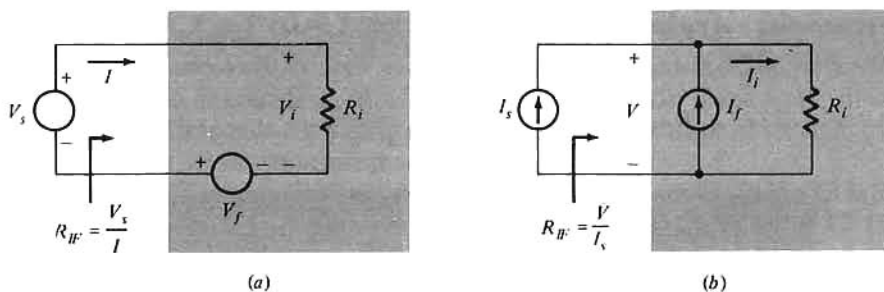 +
I
+
V_s
V_i
R_i
−
+
−
−
V_f
R_IF = V_s / I
(a)
+
I_i
I_s
V
I_f
R_i
−
R_IF = V / I_s
(b)